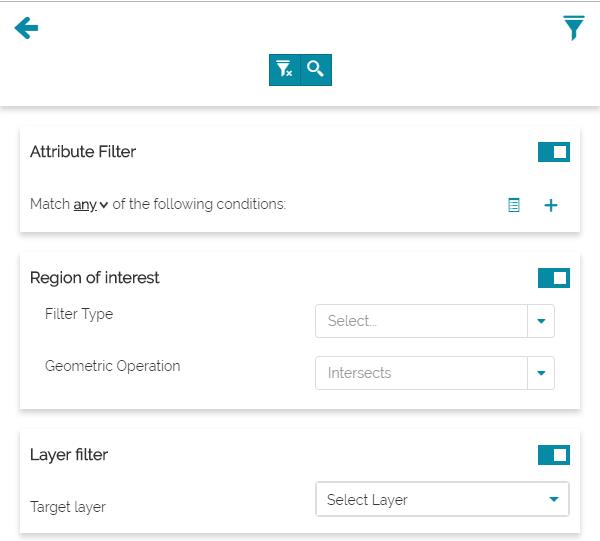 Attribute Filter
Match any of the following conditions:
Region of interest
Filter Type
Select...
Geometric Operation
Intersects
Layer filter
Target layer
Select Layer